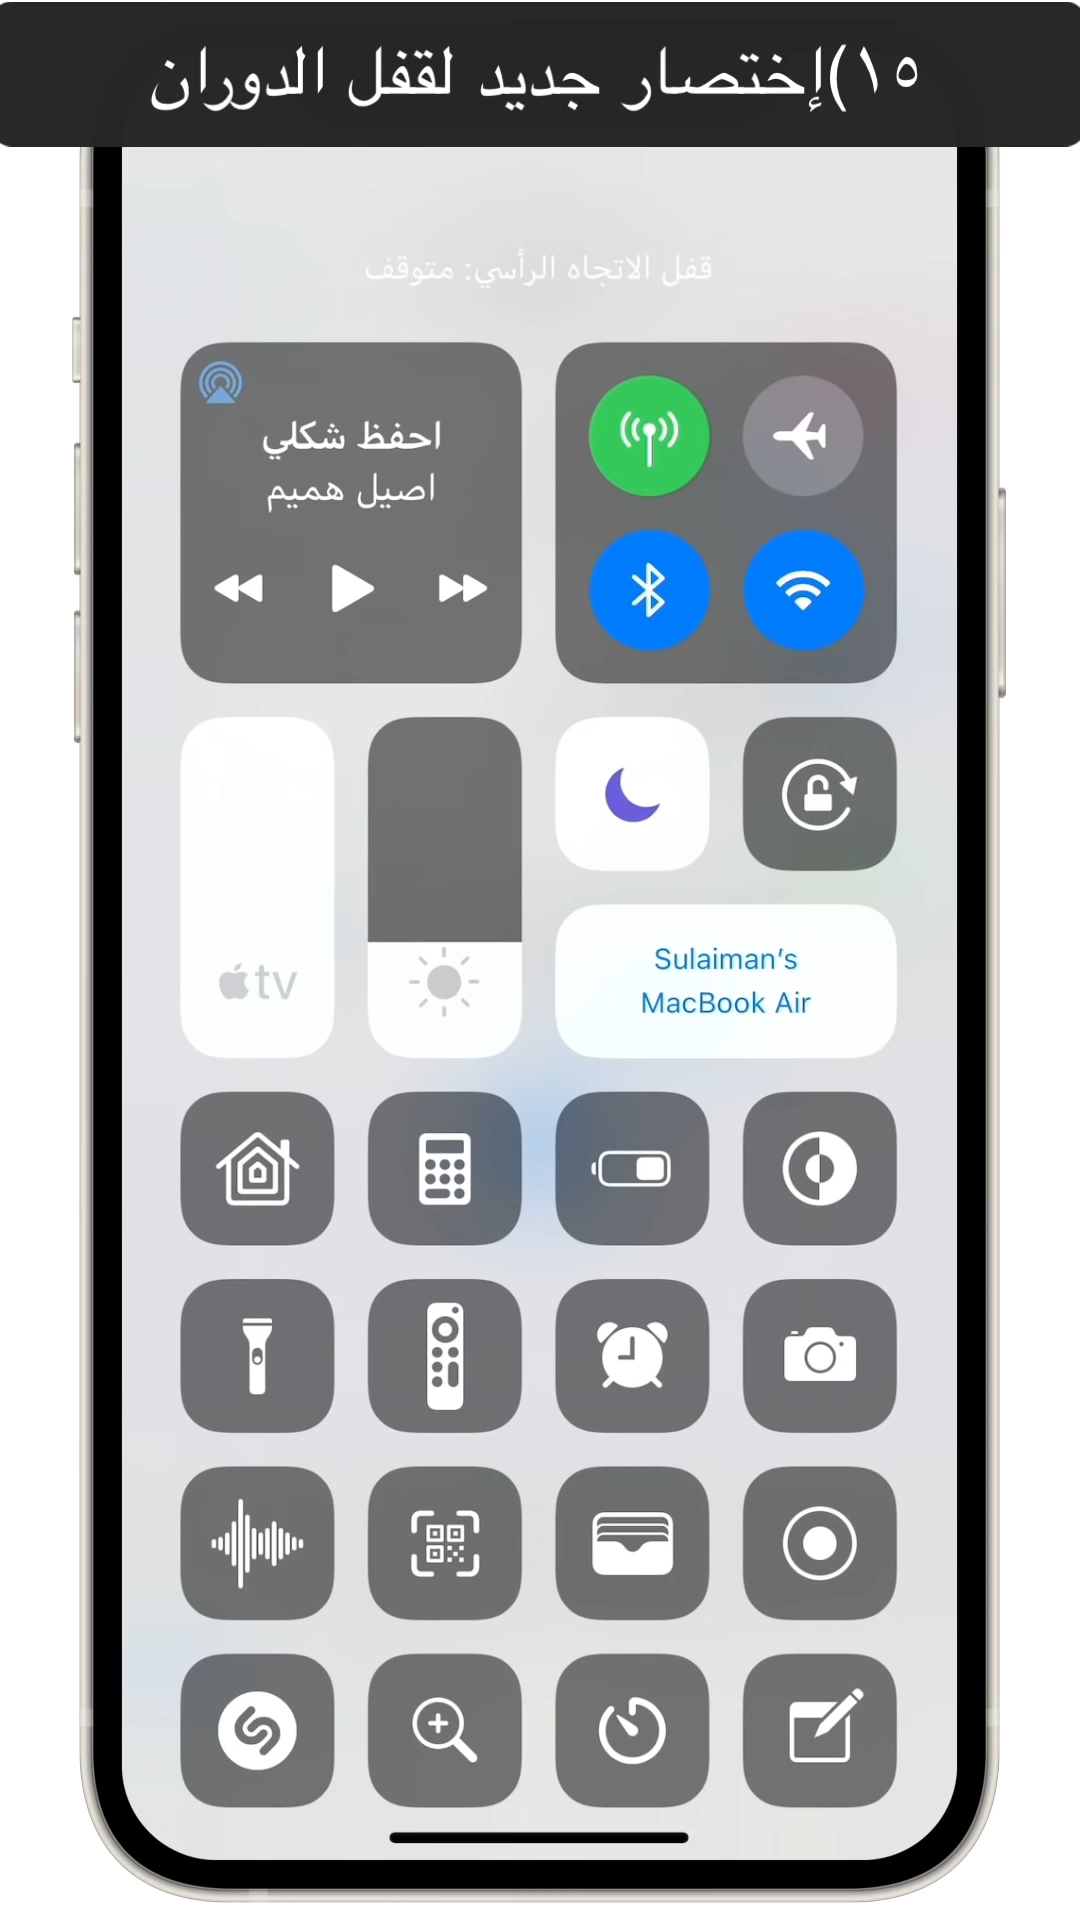 ١٥)إختصار جديد لقفل الدوران
قفل الاتجاه الرأسي: متوقف
احفظ شكلي
اصيل هميم
tv
Sulaiman’s
MacBook Air